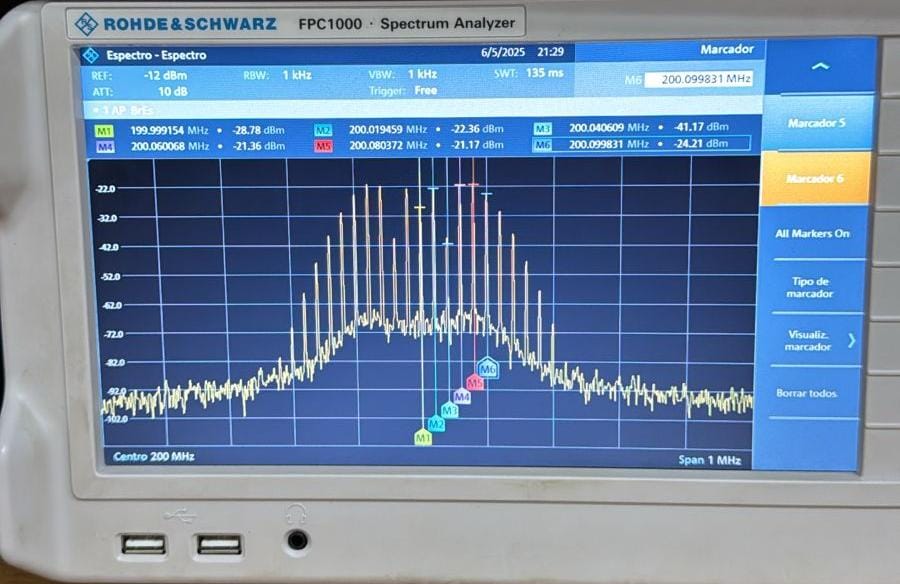 ROHDE & SCHWARZ FPC1000 · Spectrum Analyzer
Espectro - Espectro 6/5/2025 21:29 Marcador
REF: -12 dBm RBW: 1 kHz VBW: 1 kHz SWT: 135 ms M6 200.099831 MHz
ATT: 10 dB Trigger: Free
1 AP BrEs
M1 199.999154 MHz • -28.78 dBm M2 200.019459 MHz • -22.36 dBm M3 200.040609 MHz • -41.17 dBm
M4 200.060068 MHz • -21.36 dBm M5 200.080372 MHz • -21.17 dBm M6 200.099831 MHz • -24.21 dBm
-22.0
-32.0
-42.0
-52.0
-62.0
-72.0
-82.0
-92.0
-102.0
M6
M5
M4
M3
M2
M1
Centro 200 MHz Span 1 MHz
Marcador 5
Marcador 6
All Markers On
Tipo de
marcador
Visualiz.
marcador
Borrar todos